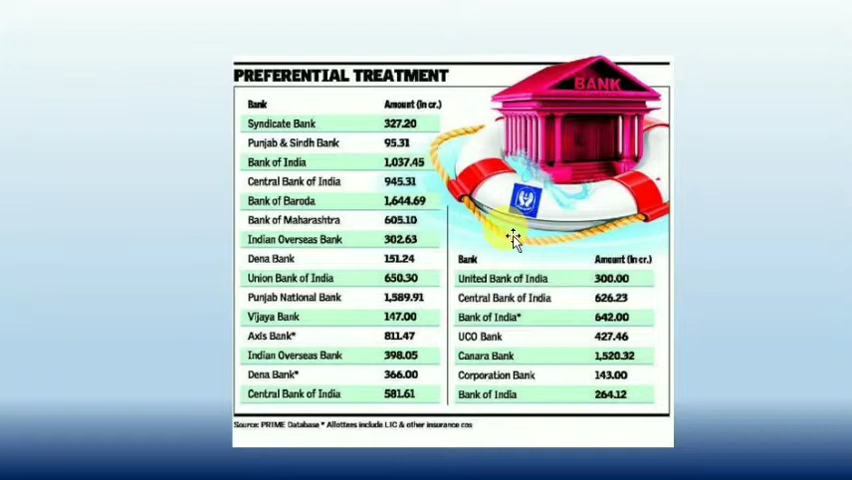 PREFERENTIAL TREATMENT
BANK
Bank Amount (In cr.)
Syndicate Bank 327.20
Punjab & Sindh Bank 95.31
Bank of India 1,037.45
Central Bank of India 945.31
Bank of Baroda 1,644.69
Bank of Maharashtra 605.10
Indian Overseas Bank 302.63
Dena Bank 151.24
Union Bank of India 650.30
Punjab National Bank 1,589.91
Vijaya Bank 147.00
Axis Bank* 811.47
Indian Overseas Bank 398.05
Dena Bank* 366.00
Central Bank of India 581.61
Bank Amount (In cr.)
United Bank of India 300.00
Central Bank of India 626.23
Bank of India* 642.00
UCO Bank 427.46
Canara Bank 1,520.32
Corporation Bank 143.00
Bank of India 264.12
Source: PRIME Database * Allottees include LIC & other insurance cos